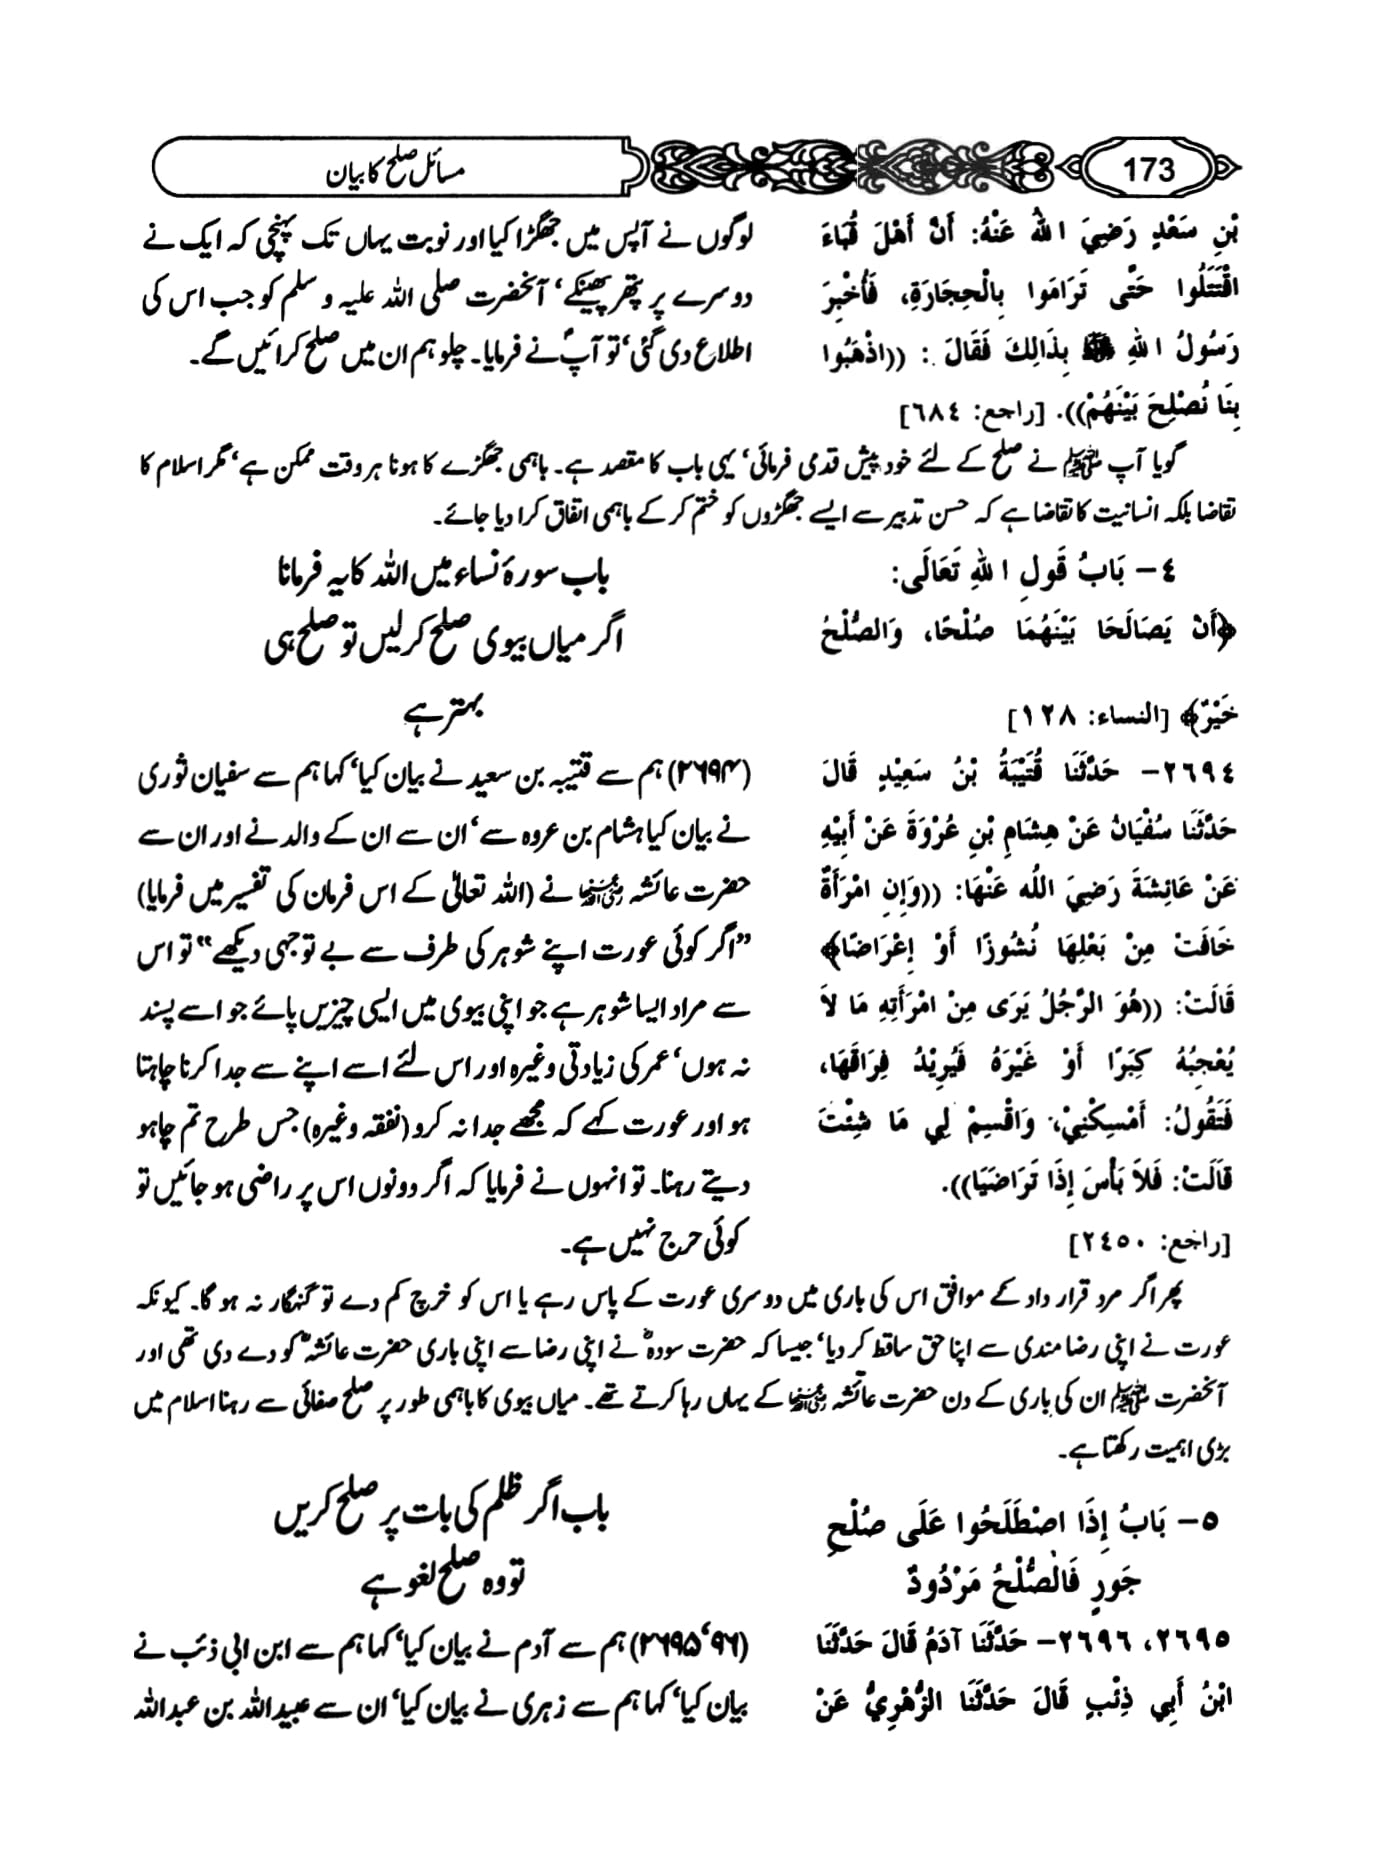 173
مسائل صلح کا بیان
بْنِ سَعْدٍ رَضِيَ اللهُ عَنْهُ: أَنَّ أَهْلَ قُبَاءَ
اقْتَتَلُوا حَتَّى تَرَامَوا بِالْحِجَارَةِ، فَأُخْبِرَ
رَسُولُ اللهِ ﷺ بِذَالِكَ فَقَالَ : ((اذْهَبُوا
بِنَا نُصْلِحَ بَيْنَهُمْ)). [راجع: ٦٨٤]
لوگوں نے آپس میں جھگڑا کیا اور نوبت یہاں تک پہنچی کہ ایک نے
دوسرے پر پتھر پھینکے‘ آنحضرت صلی اللہ علیہ و سلم کو جب اس کی
اطلاع دی گئی‘ تو آپؐ نے فرمایا۔ چلو ہم ان میں صلح کرائیں گے۔
گویا آپ ﷺ نے صلح کے لئے خود پیش قدمی فرمائی‘ یہی باب کا مقصد ہے۔ باہمی جھگڑے کا ہونا ہر وقت ممکن ہے‘ مگر اسلام کا
تقاضا بلکہ انسانیت کا تقاضا ہے کہ حسن تدبیر سے ایسے جھگڑوں کو ختم کر کے باہمی اتفاق کرا دیا جائے۔
٤- بَابُ قَولِ اللهِ تَعَالَى:
﴿أَنْ يَصَالَحَا بَيْنَهُمَا صُلْحًا، وَالصُّلْحُ
خَيْرٌ﴾ [النساء: ١٢٨]
باب سورۂ نساء میں اللہ کا یہ فرمانا
اگر میاں بیوی صلح کر لیں تو صلح ہی
بہتر ہے
٢٦٩٤- حَدَّثَنَا قُتَيْبَةُ بْنُ سَعِيْدٍ قَالَ
حَدَّثَنَا سُفْيَانُ عَنْ هِشَامِ بْنِ عُرْوَةَ عَنْ أَبِيْهِ
عَنْ عَائِشَةَ رَضِيَ اللَّه عَنْهَا: ((وَإِنِ امْرَأَةٌ
خَافَتْ مِنْ بَعْلِهَا نُشُوزًا أَوْ إِعْرَاضًا﴾
قَالَتْ: ((هُوَ الرَّجُلُ يَرَى مِنْ امْرَأَتِهِ مَا لاَ
يُعْجِبُهُ كِبَرًا أَوْ غَيْرَهُ فَيُرِيْدُ فِرَاقَهَا،
فَتَقُولُ: أَمْسِكْنِيْ، وَاقْسِمْ لِي مَا شِئْتَ
قَالَتْ: فَلاَ بَأْسَ إِذَا تَرَاضَيَا)).
[راجع: ٢٤٥٠]
(۲۶۹۴) ہم سے قتیبہ بن سعید نے بیان کیا‘ کہا ہم سے سفیان ثوری
نے بیان کیا ہشام بن عروہ سے‘ ان سے ان کے والد نے اور ان سے
حضرت عائشہ رضی اللہ عنہا نے (اللہ تعالیٰ کے اس فرمان کی تفسیر میں فرمایا)
”اگر کوئی عورت اپنے شوہر کی طرف سے بے توجہی دیکھے“ تو اس
سے مراد ایسا شوہر ہے جو اپنی بیوی میں ایسی چیزیں پائے جو اسے پسند
نہ ہوں‘ عمر کی زیادتی وغیرہ اور اس لئے اسے اپنے سے جدا کرنا چاہتا
ہو اور عورت کہے کہ مجھے جدا نہ کرو (نفقہ وغیرہ) جس طرح تم چاہو
دیتے رہنا۔ تو انہوں نے فرمایا کہ اگر دونوں اس پر راضی ہو جائیں تو
کوئی حرج نہیں ہے۔
پھر اگر مرد قرار داد کے موافق اس کی باری میں دوسری عورت کے پاس رہے یا اس کو خرچ کم دے تو گنہگار نہ ہو گا۔ کیونکہ
عورت نے اپنی رضا مندی سے اپنا حق ساقط کر دیا‘ جیسا کہ حضرت سودہؓ نے اپنی رضا سے اپنی باری حضرت عائشہؓ کو دے دی تھی اور
آنحضرت ﷺ ان کی باری کے دن حضرت عائشہ رضی اللہ عنہا کے یہاں رہا کرتے تھے۔ میاں بیوی کا باہمی طور پر صلح صفائی سے رہنا اسلام میں
بڑی اہمیت رکھتا ہے۔
٥- بَابُ إِذَا اصْطَلَحُوا عَلَى صُلْحِ
جَورٍ فَالصُّلْحُ مَرْدُودٌ
باب اگر ظلم کی بات پر صلح کریں
تو وہ صلح لغو ہے
٢٦٩٥، ٢٦٩٦- حَدَّثَنَا آدَمُ قَالَ حَدَّثَنَا
ابْنُ أَبِي ذِئْبٍ قَالَ حَدَّثَنَا الزُّهْرِيُّ عَنْ
(۲۶۹۵‘۹۶) ہم سے آدم نے بیان کیا‘ کہا ہم سے ابن ابی ذئب نے
بیان کیا‘ کہا ہم سے زہری نے بیان کیا‘ ان سے عبیداللہ بن عبداللہ